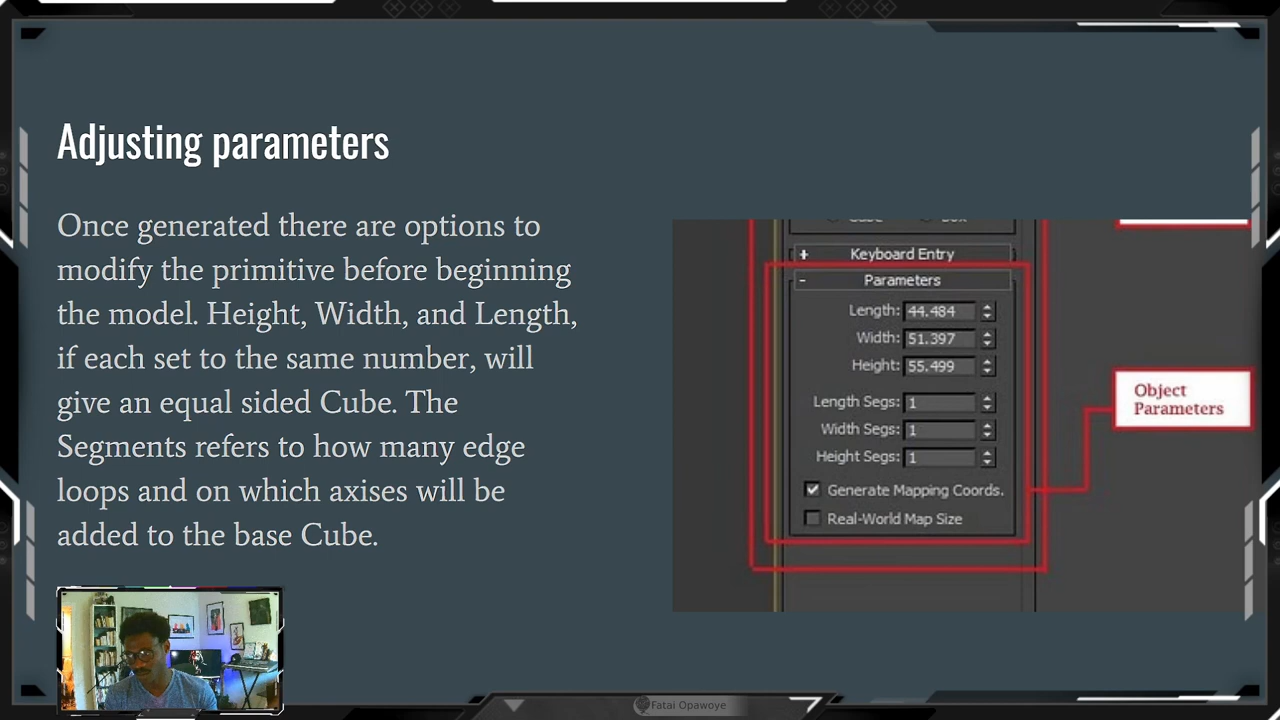 Adjusting parameters
Once generated there are options to
modify the primitive before beginning
the model. Height, Width, and Length,
if each set to the same number, will
give an equal sided Cube. The
Segments refers to how many edge
loops and on which axises will be
added to the base Cube.
Cube Box
+ Keyboard Entry
- Parameters
Length: 44.484
Width: 51.397
Height: 55.499
Length Segs: 1
Width Segs: 1
Height Segs: 1
Generate Mapping Coords.
Real-World Map Size
Object
Parameters
Fatai Opawoye